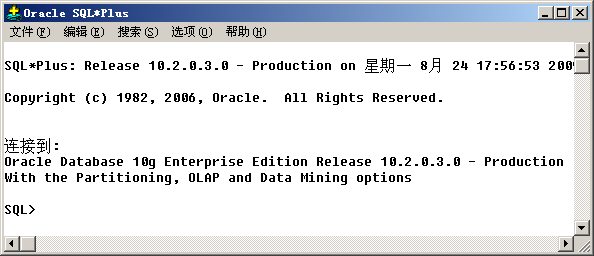 Oracle SQL*Plus
文件(F) 编辑(E) 搜索(S) 选项(O) 帮助(H)
SQL*Plus: Release 10.2.0.3.0 - Production on 星期一 8月 24 17:56:53 2009
Copyright (c) 1982, 2006, Oracle.  All Rights Reserved.
连接到:
Oracle Database 10g Enterprise Edition Release 10.2.0.3.0 - Production
With the Partitioning, OLAP and Data Mining options
SQL>